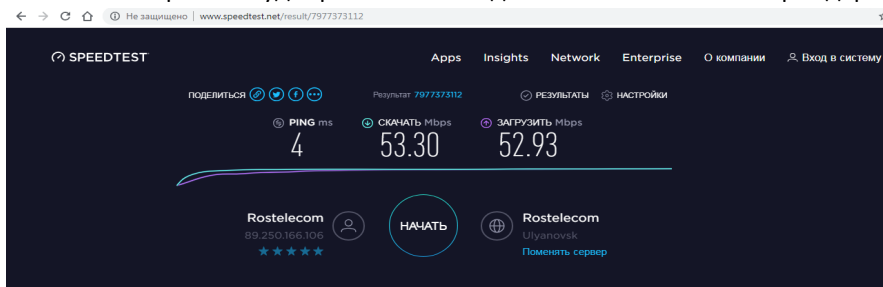 Не защищено | www.speedtest.net/result/7977373112
SPEEDTEST Apps Insights Network Enterprise О компании Вход в систему
ПОДЕЛИТЬСЯ Результат 7977373112 РЕЗУЛЬТАТЫ НАСТРОЙКИ
PING ms СКАЧАТЬ Mbps ЗАГРУЗИТЬ Mbps
4 53.30 52.93
Rostelecom НАЧАТЬ Rostelecom
89.250.166.106 Ulyanovsk
Поменять сервер